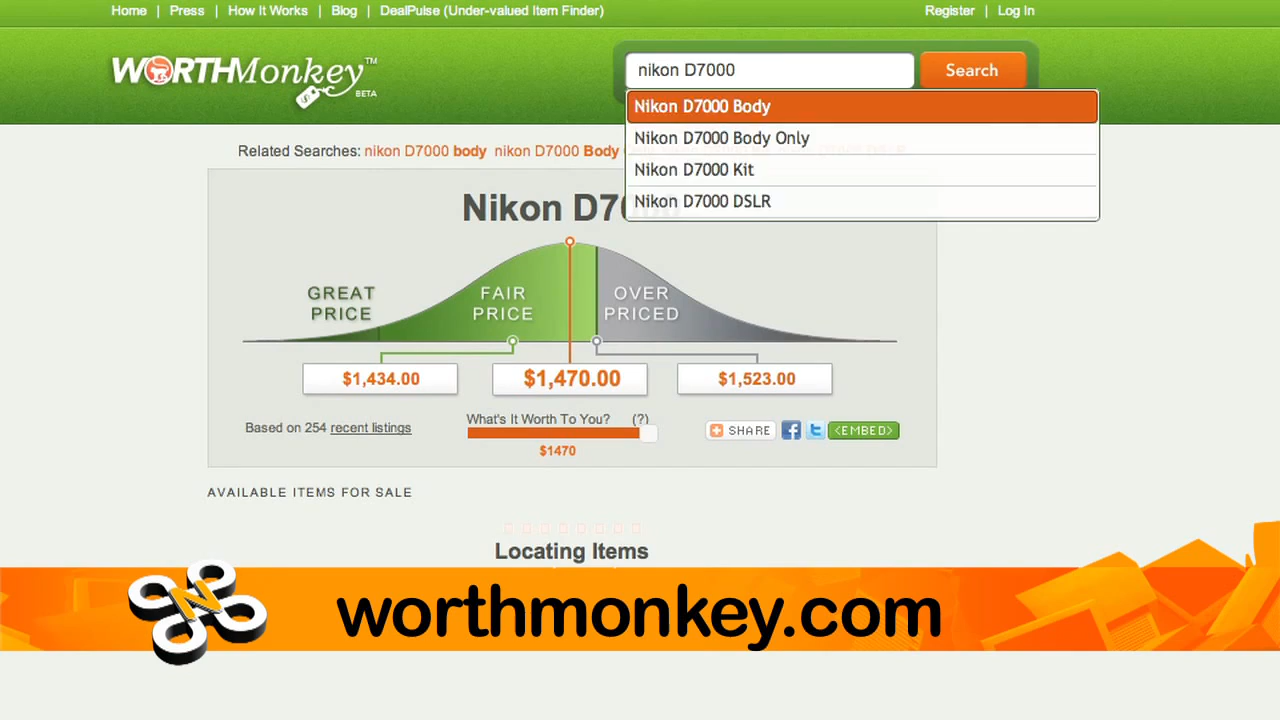 Home | Press | How It Works | Blog | DealPulse (Under-valued Item Finder)
Register | Log In
WORTHMonkey™
BETA
nikon D7000
Search
Nikon D7000 Body
Nikon D7000 Body Only
Nikon D7000 Kit
Nikon D7000 DSLR
Related Searches: nikon D7000 body nikon D7000 Body
Nikon D7000
GREAT PRICE
FAIR PRICE
OVER PRICED
$1,434.00
$1,470.00
$1,523.00
Based on 254 recent listings
What's It Worth To You? (?)
$1470
SHARE
<EMBED>
AVAILABLE ITEMS FOR SALE
Locating Items
N
worthmonkey.com